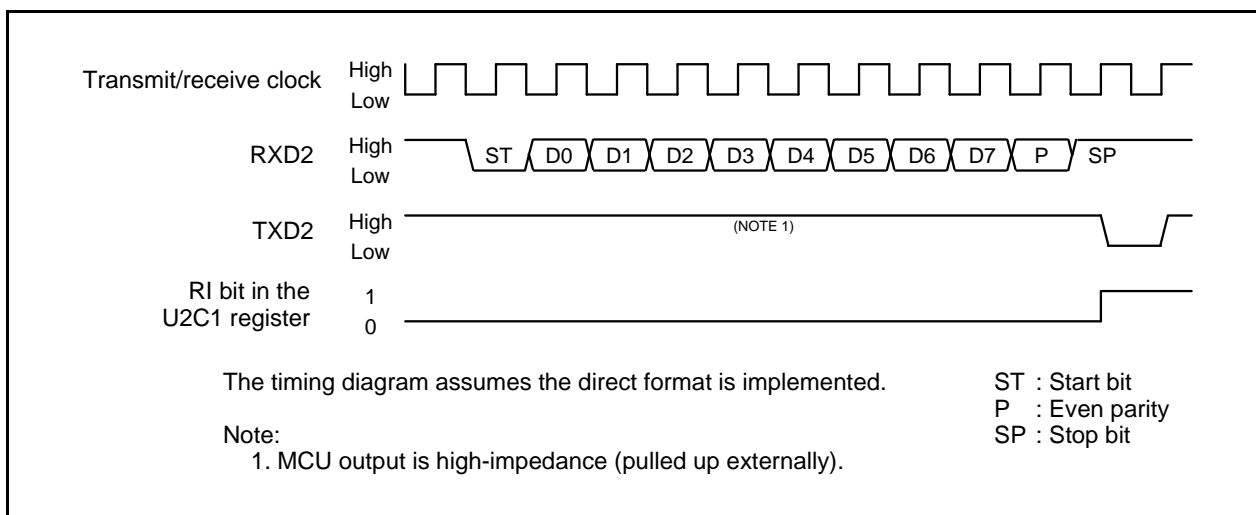 Transmit/receive clock High
Low
RXD2 High
Low
ST D0 D1 D2 D3 D4 D5 D6 D7 P SP
TXD2 High
Low
(NOTE 1)
RI bit in the 1
U2C1 register 0
The timing diagram assumes the direct format is implemented.
Note:
1. MCU output is high-impedance (pulled up externally).
ST : Start bit
P : Even parity
SP : Stop bit